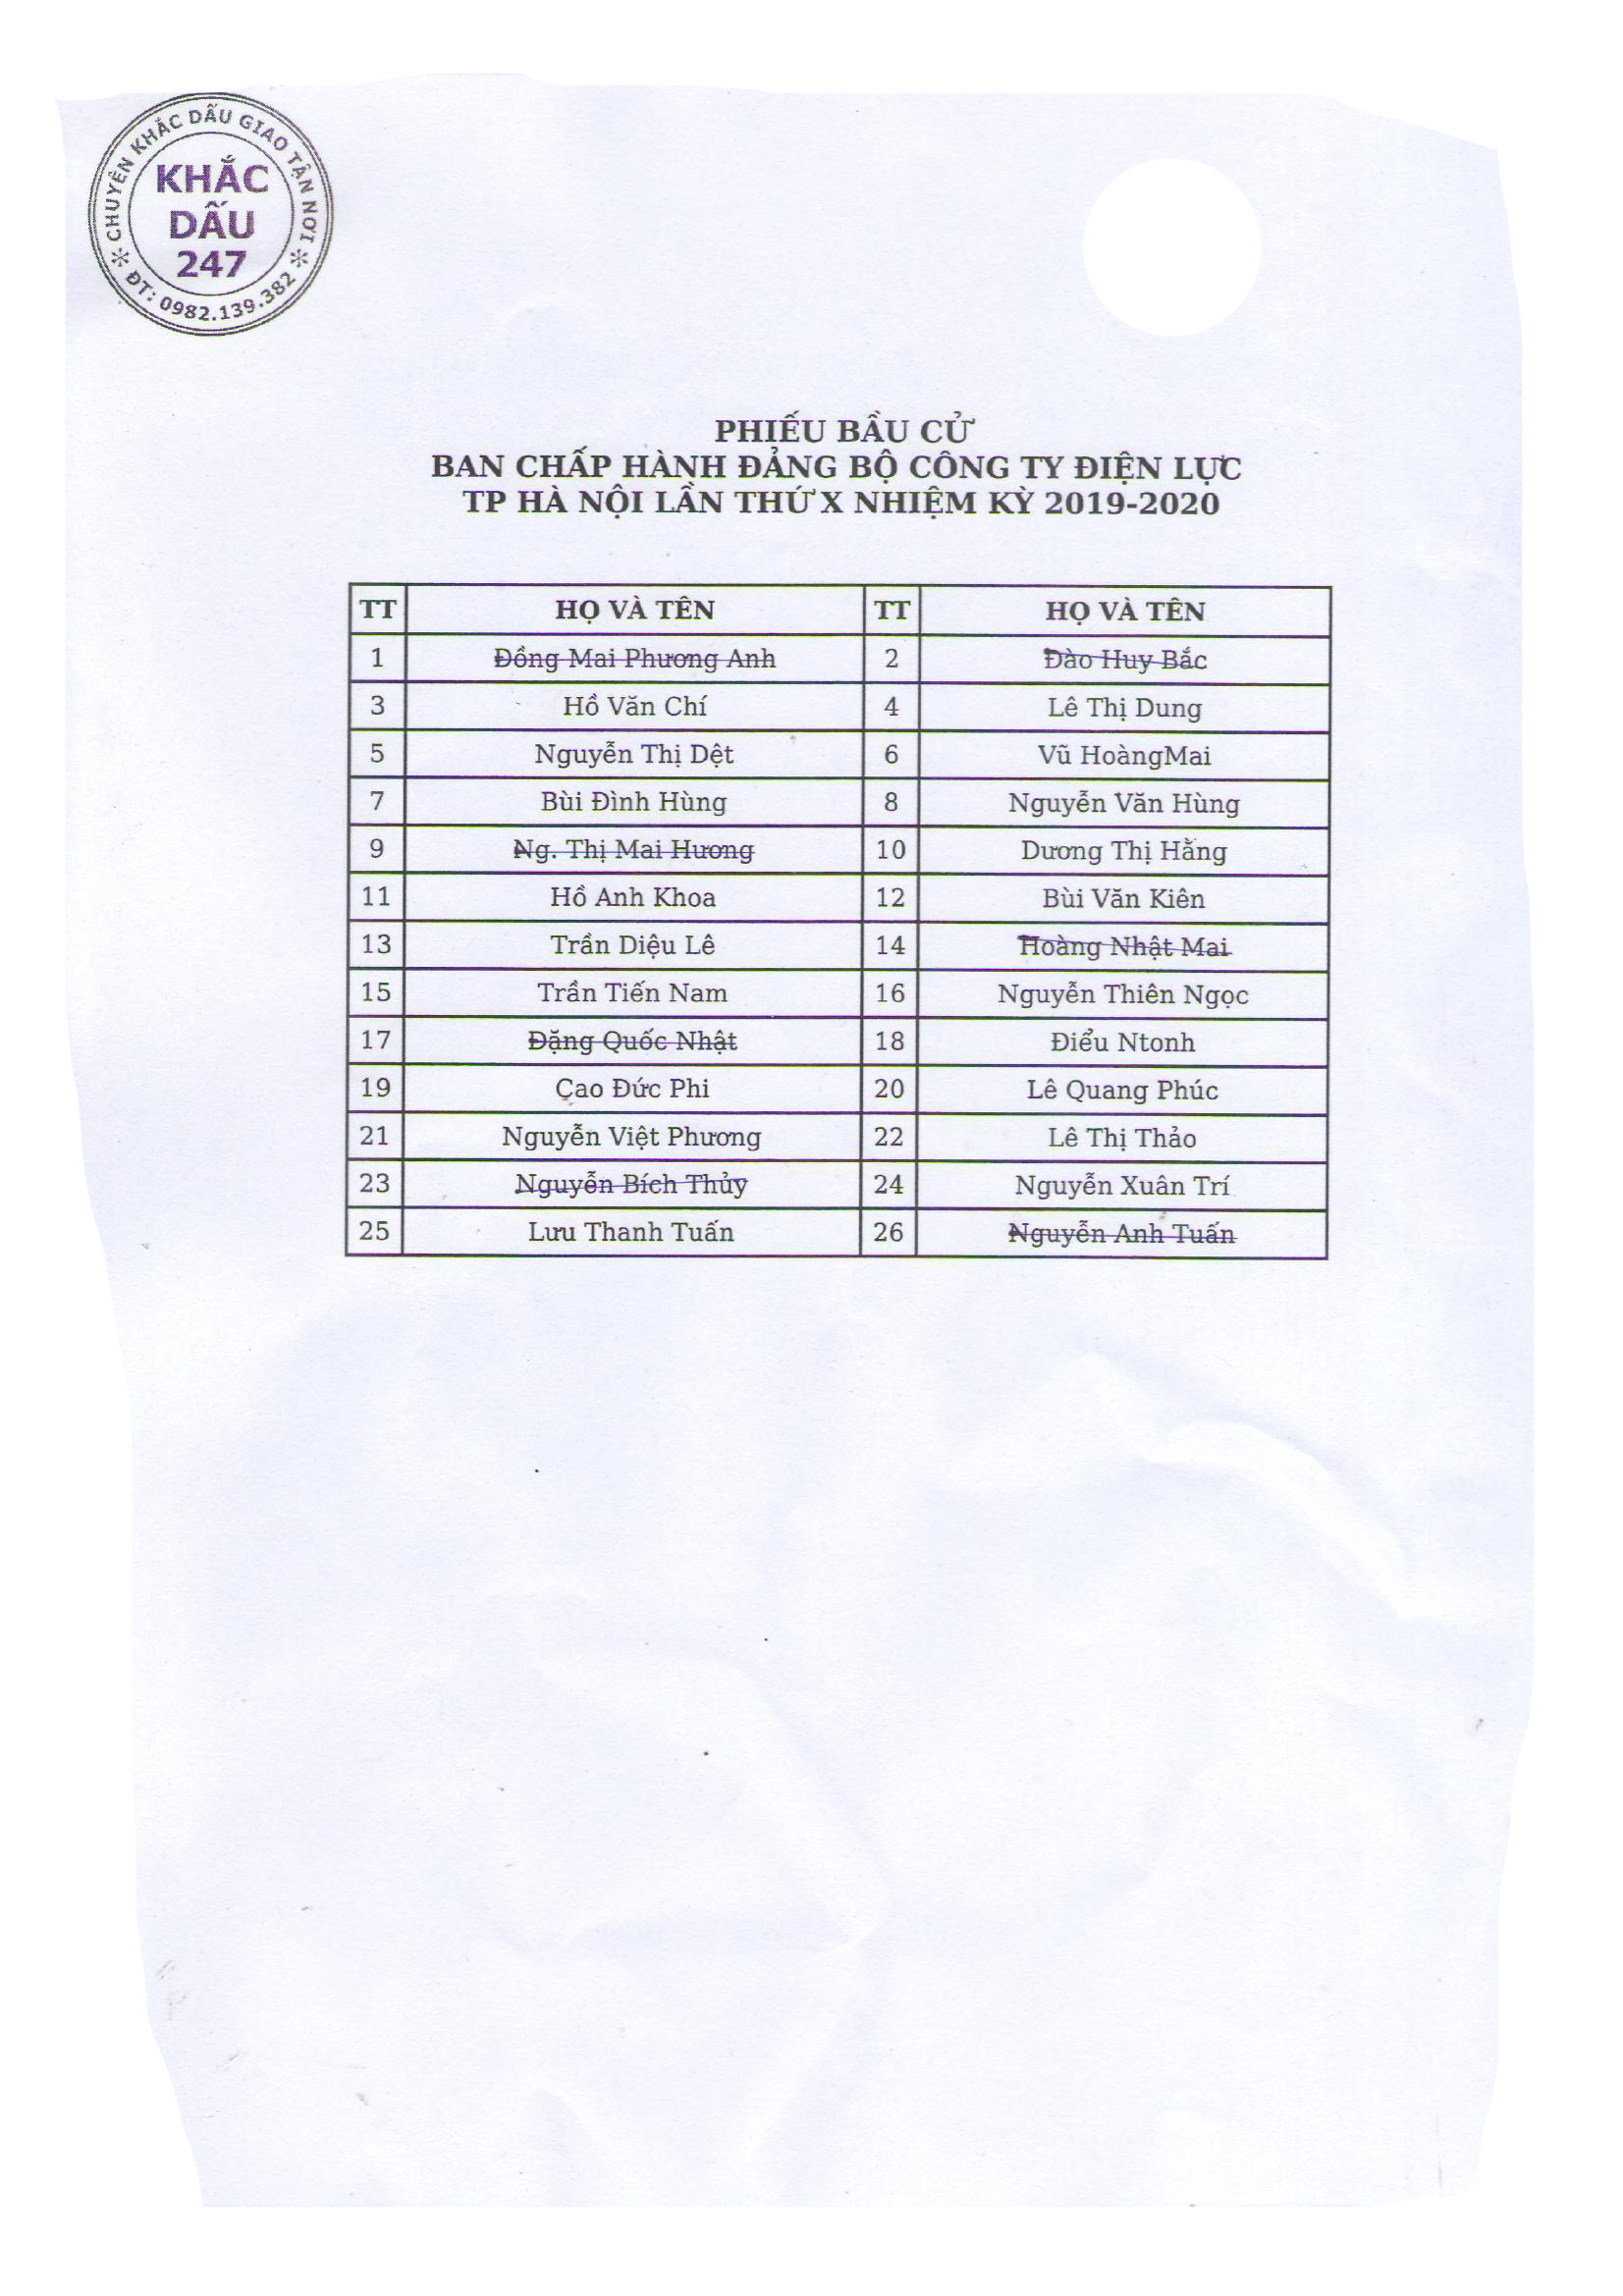 CHUYÊN KHẮC DẤU GIAO TẬN NƠI
KHẮC
DẤU
247
ĐT: 0982.139.382
PHIẾU BẦU CỬ
BAN CHẤP HÀNH ĐẢNG BỘ CÔNG TY ĐIỆN LỰC
TP HÀ NỘI LẦN THỨ X NHIỆM KỲ 2019-2020
TT HỌ VÀ TÊN TT HỌ VÀ TÊN
1 Đồng Mai Phương Anh 2 Đào Huy Bắc
3 Hồ Văn Chí 4 Lê Thị Dung
5 Nguyễn Thị Dệt 6 Vũ HoàngMai
7 Bùi Đình Hùng 8 Nguyễn Văn Hùng
9 Ng. Thị Mai Hương 10 Dương Thị Hằng
11 Hồ Anh Khoa 12 Bùi Văn Kiên
13 Trần Diệu Lê 14 Hoàng Nhật Mai
15 Trần Tiến Nam 16 Nguyễn Thiên Ngọc
17 Đặng Quốc Nhật 18 Điểu Ntonh
19 Cao Đức Phi 20 Lê Quang Phúc
21 Nguyễn Việt Phương 22 Lê Thị Thảo
23 Nguyễn Bích Thủy 24 Nguyễn Xuân Trí
25 Lưu Thanh Tuấn 26 Nguyễn Anh Tuấn